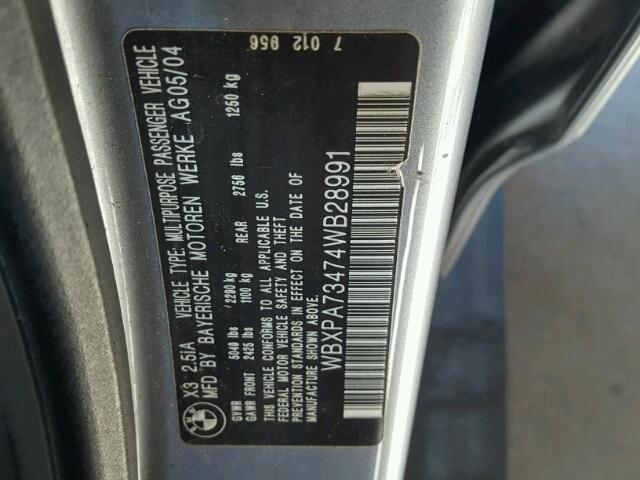 X3 2.5IA VEHICLE TYPE: MULTIPURPOSE PASSENGER VEHICLE
MFD BY BAYERISCHE MOTOREN WERKE AG05/04
GVWR 5040 lbs 2290 kg
GAWR FRONT 2425 lbs 1100 kg REAR 2756 lbs 1250 kg
THIS VEHICLE CONFORMS TO ALL APPLICABLE U.S.
FEDERAL MOTOR VEHICLE SAFETY AND THEFT
PREVENTION STANDARDS IN EFFECT ON THE DATE OF
MANUFACTURE SHOWN ABOVE.
WBXPA73474WB28991
7 012 956